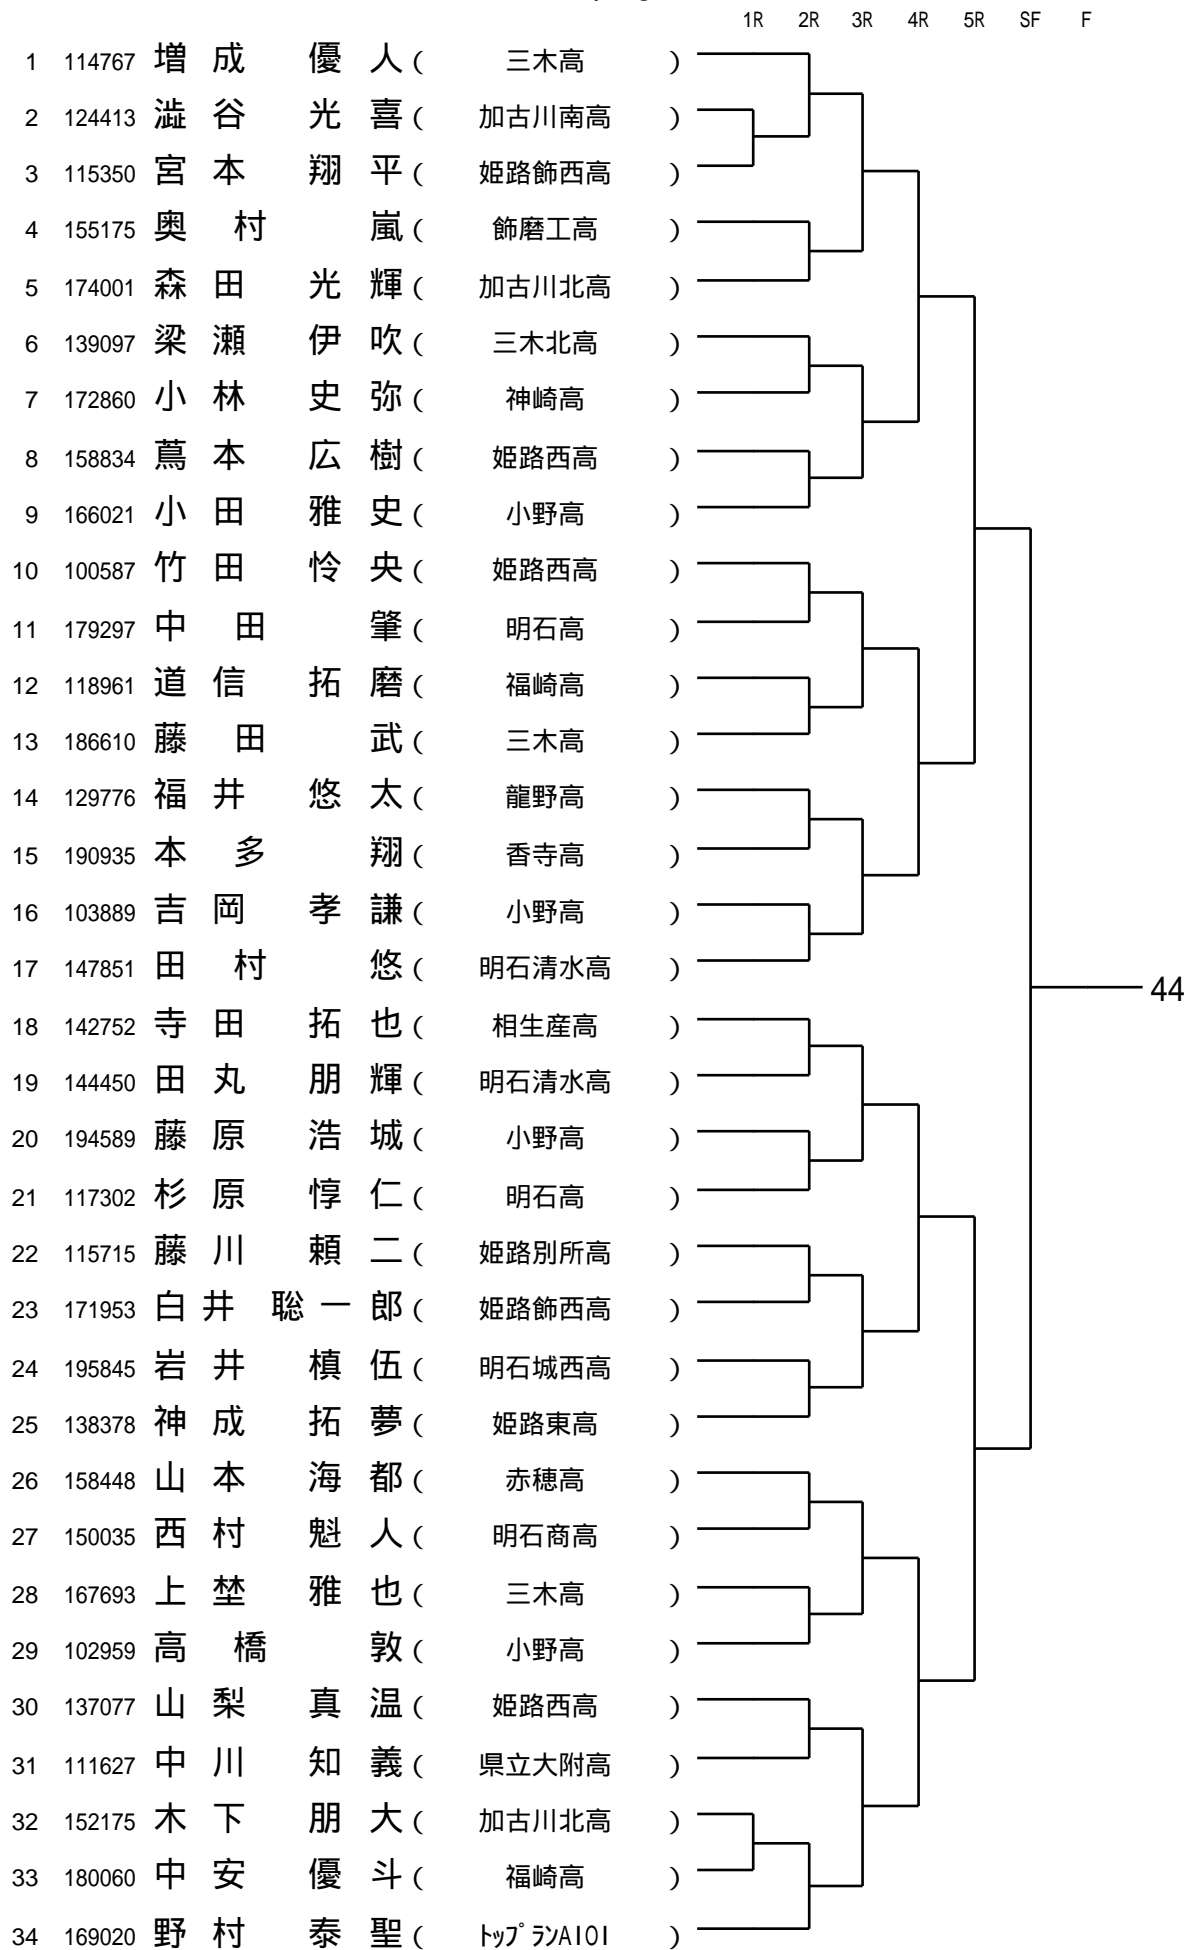 1R 2R 3R 4R 5R SF F
1 114767 増成 優人 ( 三木高 )
2 124413 澁谷 光喜 ( 加古川南高 )
3 115350 宮本 翔平 ( 姫路飾西高 )
4 155175 奥村 嵐 ( 飾磨工高 )
5 174001 森田 光輝 ( 加古川北高 )
6 139097 梁瀬 伊吹 ( 三木北高 )
7 172860 小林 史弥 ( 神崎高 )
8 158834 蔦本 広樹 ( 姫路西高 )
9 166021 小田 雅史 ( 小野高 )
10 100587 竹田 怜央 ( 姫路西高 )
11 179297 中田 肇 ( 明石高 )
12 118961 道信 拓磨 ( 福崎高 )
13 186610 藤田 武 ( 三木高 )
14 129776 福井 悠太 ( 龍野高 )
15 190935 本多 翔 ( 香寺高 )
16 103889 吉岡 孝謙 ( 小野高 )
17 147851 田村 悠 ( 明石清水高 )
44
18 142752 寺田 拓也 ( 相生産高 )
19 144450 田丸 朋輝 ( 明石清水高 )
20 194589 藤原 浩城 ( 小野高 )
21 117302 杉原 惇仁 ( 明石高 )
22 115715 藤川 頼二 ( 姫路別所高 )
23 171953 白井 聡一郎 ( 姫路飾西高 )
24 195845 岩井 槙伍 ( 明石城西高 )
25 138378 神成 拓夢 ( 姫路東高 )
26 158448 山本 海都 ( 赤穂高 )
27 150035 西村 魁人 ( 明石商高 )
28 167693 上埜 雅也 ( 三木高 )
29 102959 高橋 敦 ( 小野高 )
30 137077 山梨 真温 ( 姫路西高 )
31 111627 中川 知義 ( 県立大附高 )
32 152175 木下 朋大 ( 加古川北高 )
33 180060 中安 優斗 ( 福崎高 )
34 169020 野村 泰聖 ( ﾄｯﾌﾟﾗﾝAIOI )